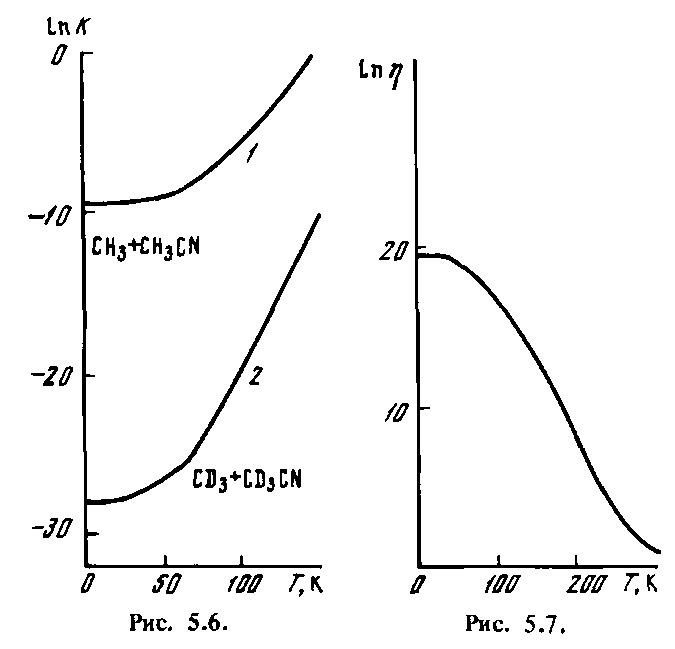 Ln K
0
-10
-20
-30
1
CH₃+CH₃CN
2
CD₃+CD₃CN
0 50 100 T, K
Рис. 5.6.
Ln η
20
10
0 100 200 T, K
Рис. 5.7.